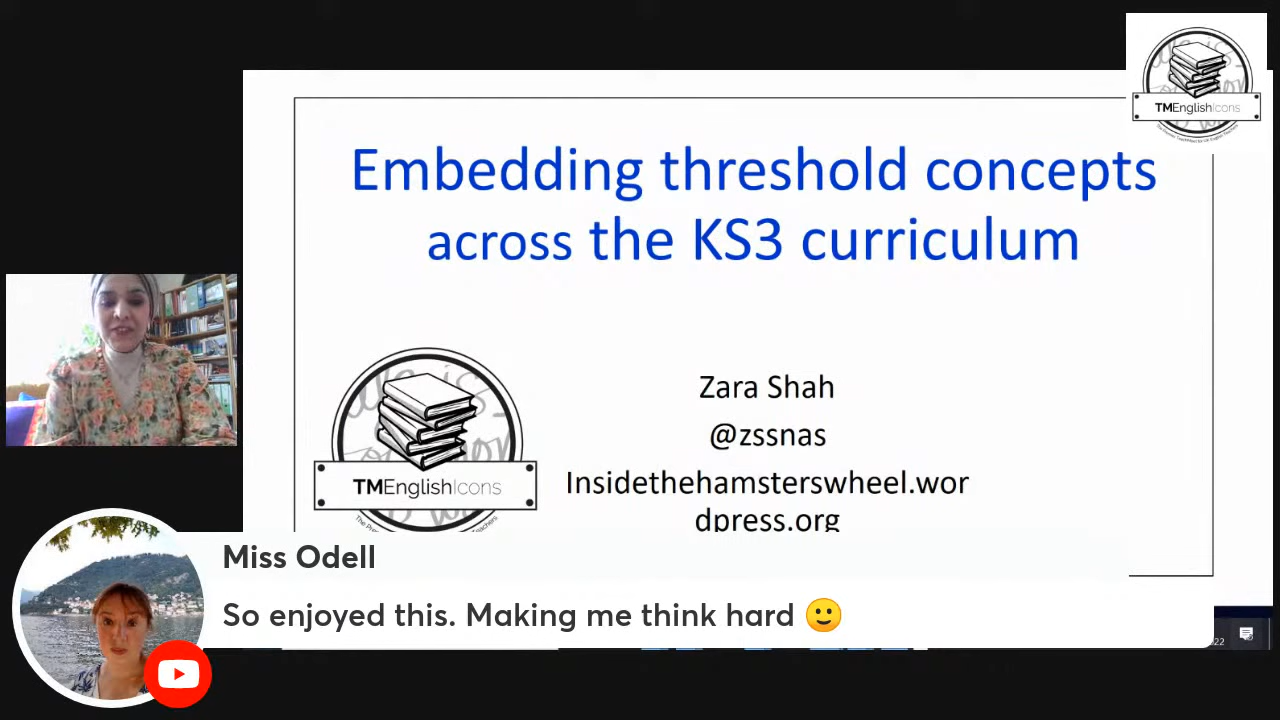 TMEnglishIcons
Embedding threshold concepts
across the KS3 curriculum
Zara Shah
@zssnas
Insidethehamsterswheel.wor
dpress.org
TMEnglishIcons
Miss Odell
So enjoyed this. Making me think hard 🙂
22